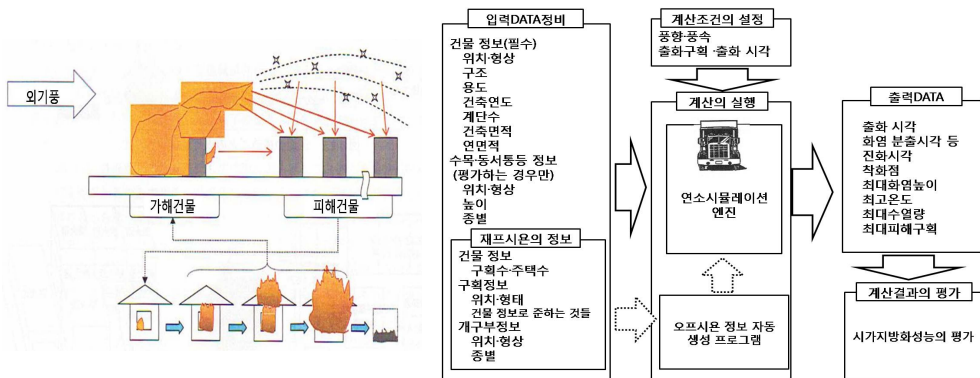 외기풍
가해건물
피해건물
입력DATA정비
건물 정보(필수)
위치·형상
구조
용도
건축연도
계단수
건축면적
연면적
수목·동서통등 정보
(평가하는 경우만)
위치·형상
높이
종별
재프시욘의 정보
건물 정보
구획수·주택수
구획정보
위치·형태
건물 정보로 준하는 것들
개구부정보
위치·형상
종별
계산조건의 설정
풍향·풍속
출화구획 ·출화 시각
계산의 실행
연소시뮬레이션
엔진
오프시욘 정보 자동
생성 프로그램
출력DATA
출화 시각
화염 분출시각 등
진화시각
착화점
최대화염높이
최고온도
최대수열량
최대피해구획
계산결과의 평가
시가지방화성능의 평가